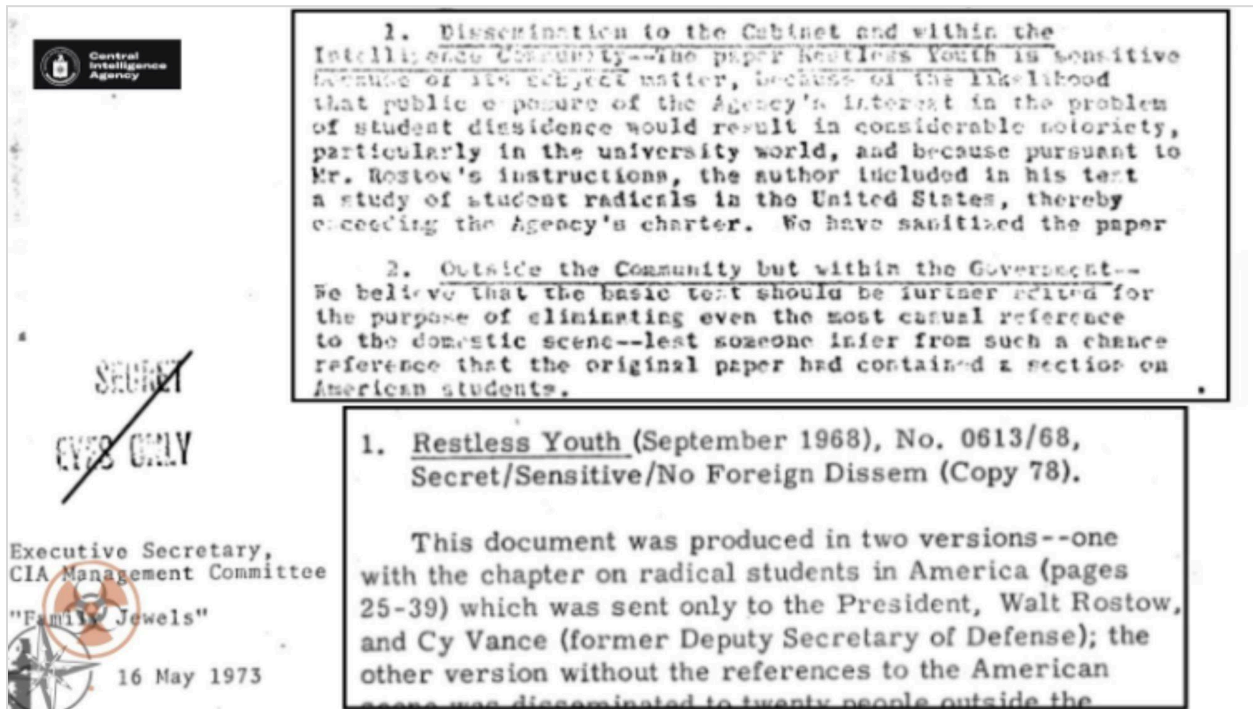 Central
Intelligence
Agency
1. Dissemination to the Cabinet and within the
Intelligence Community--The paper Restless Youth is sensitive
because of its subject matter, because of the likelihood
that public exposure of the Agency's interest in the problem
of student dissidence would result in considerable notoriety,
particularly in the university world, and because pursuant to
Mr. Rostow's instructions, the author included in his text
a study of student radicals in the United States, thereby
exceeding the Agency's charter. We have sanitized the paper
2. Outside the Community but within the Government--
We believe that the basic text should be further edited for
the purpose of eliminating even the most casual reference
to the domestic scene--lest someone infer from such a chance
reference that the original paper had contained a section on
American students.
SECRET
EYES ONLY
1. Restless Youth (September 1968), No. 0613/68,
Secret/Sensitive/No Foreign Dissem (Copy 78).
This document was produced in two versions--one
with the chapter on radical students in America (pages
25-39) which was sent only to the President, Walt Rostow,
and Cy Vance (former Deputy Secretary of Defense); the
other version without the references to the American
scene was disseminated to twenty people outside the
Executive Secretary,
CIA Management Committee
"Family Jewels"
16 May 1973